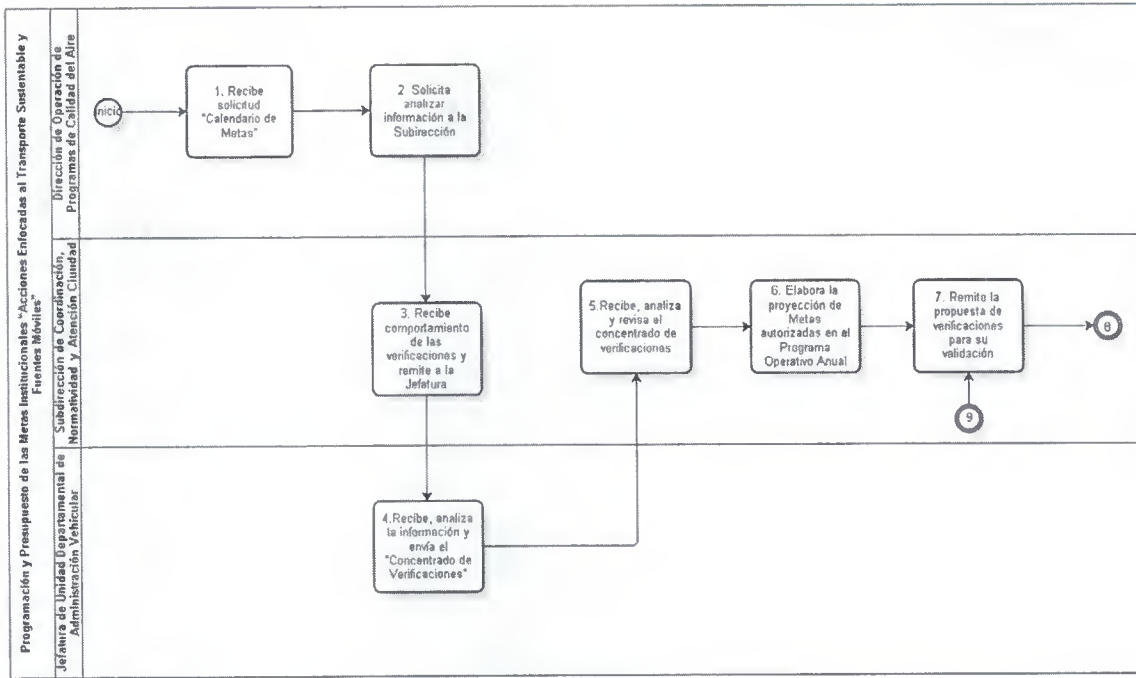 Programación y Presupuesto de las Metas Institucionales "Acciones Enfocadas al Transporte Sustentable y
Fuentes Móviles"
Dirección de Operación de
Programas de Calidad del Aire
Inicio
1. Recibe
solicitud
"Calendario de
Metas"
2 Solicita
analizar
información a la
Subirección
Subdirección de Coordinación,
Normatividad y Atención Ciundad
3. Recibe
comportamiento
de las
verificaciones y
remite a la
Jefatura
5.Recibe, analiza
y revisa el
concentrado de
verificaciones
6. Elabora la
proyección de
Metas
autorizadas en el
Programa
Operativo Anual
7. Remite la
propuesta de
verificaciones
para su
validación
8
9
Jefatura de Unidad Departamental de
Administración Vehicular
4.Recibe, analiza
la información y
envía el
"Concentrado de
Verificaciones"